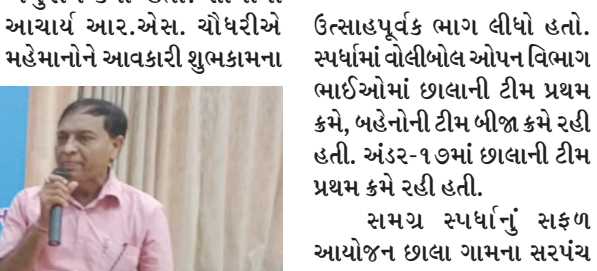 આચાર્ય આર.એસ. ચૌધરીએ
મહેમાનોને આવકારી શુભકામના
ઉત્સાહપૂર્વક ભાગ લીધો હતો.
સ્પર્ધામાં વોલીબોલ ઓપન વિભાગ
ભાઈઓમાં છાલાની ટીમ પ્રથમ
ક્રમે, બહેનોની ટીમ બીજા ક્રમે રહી
હતી. અંડર-૧૭માં છાલાની ટીમ
પ્રથમ ક્રમે રહી હતી.
સમગ્ર સ્પર્ધાનું સફળ
આયોજન છાલા ગામના સરપંચ